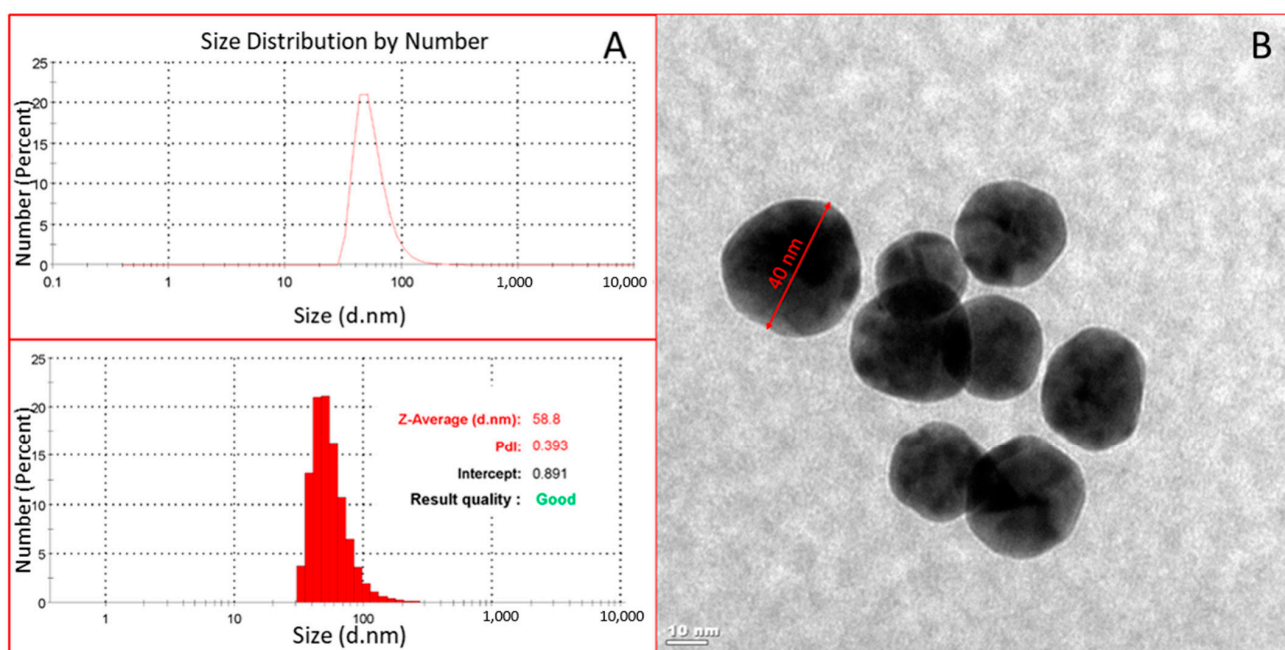 Size Distribution by Number
A
25
20
15
10
5
0
Number (Percent)
0.1 1 10 100 1,000 10,000
Size (d.nm)
25
20
15
10
5
0
Number (Percent)
Z-Average (d.nm): 58.8
PdI: 0.393
Intercept: 0.891
Result quality : Good
1 10 100 1,000 10,000
Size (d.nm)
B
40 nm
10 nm